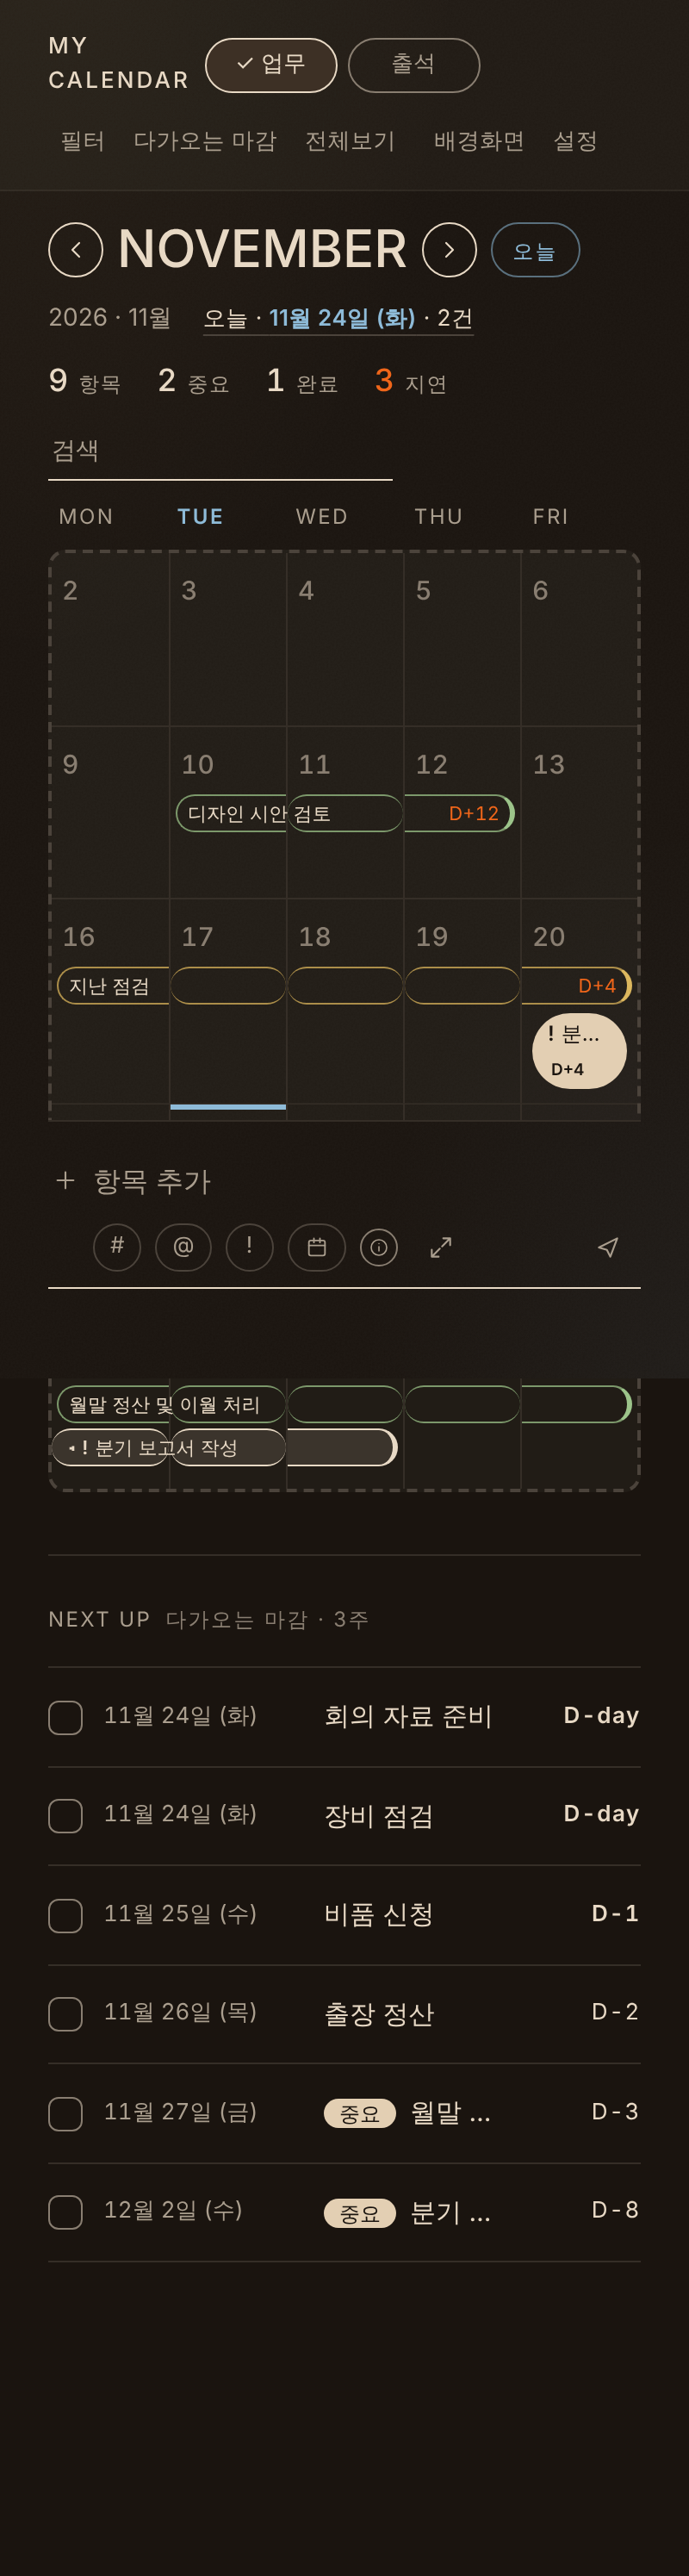 MY
CALENDAR
업무
출석
필터 다가오는 마감 전체보기 배경화면 설정
NOVEMBER
오늘
2026 · 11월 오늘 · 11월 24일 (화) · 2건
9 항목 2 중요 1 완료 3 지연
검색
MON TUE WED THU FRI
2 3 4 5 6
9 10 11 12 13
디자인 시안 검토 D+12
16 17 18 19 20
지난 점검 D+4
! 분...
D+4
+ 항목 추가
# @ !
월말 정산 및 이월 처리
! 분기 보고서 작성
NEXT UP 다가오는 마감 · 3주
11월 24일 (화) 회의 자료 준비 D-day
11월 24일 (화) 장비 점검 D-day
11월 25일 (수) 비품 신청 D-1
11월 26일 (목) 출장 정산 D-2
11월 27일 (금) 중요 월말 ... D-3
12월 2일 (수) 중요 분기 ... D-8